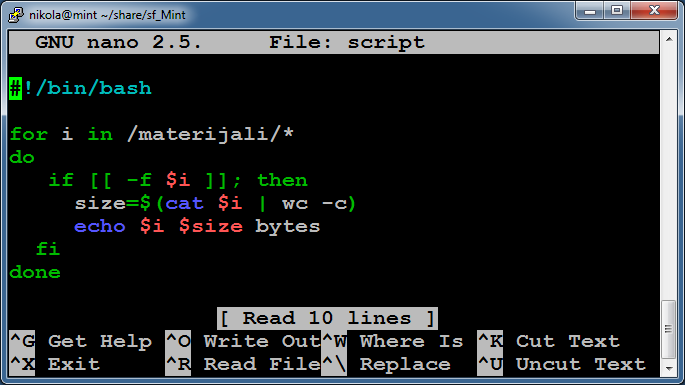 nikola@mint ~/share/sf_Mint
GNU nano 2.5. File: script
#!/bin/bash
for i in /materijali/*
do
if [[ -f $i ]]; then
size=$(cat $i | wc -c)
echo $i $size bytes
fi
done
[ Read 10 lines ]
^G Get Help ^O Write Out ^W Where Is ^K Cut Text
^X Exit ^R Read File ^\ Replace ^U Uncut Text